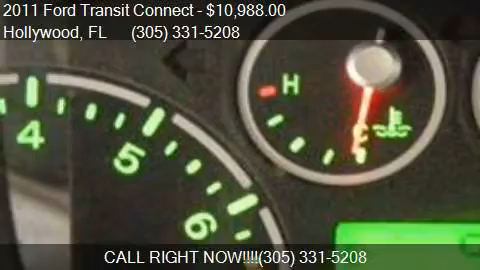 2011 Ford Transit Connect - $10,988.00
Hollywood, FL (305) 331-5208
H
C
4
5
6
CALL RIGHT NOW!!!!(305) 331-5208